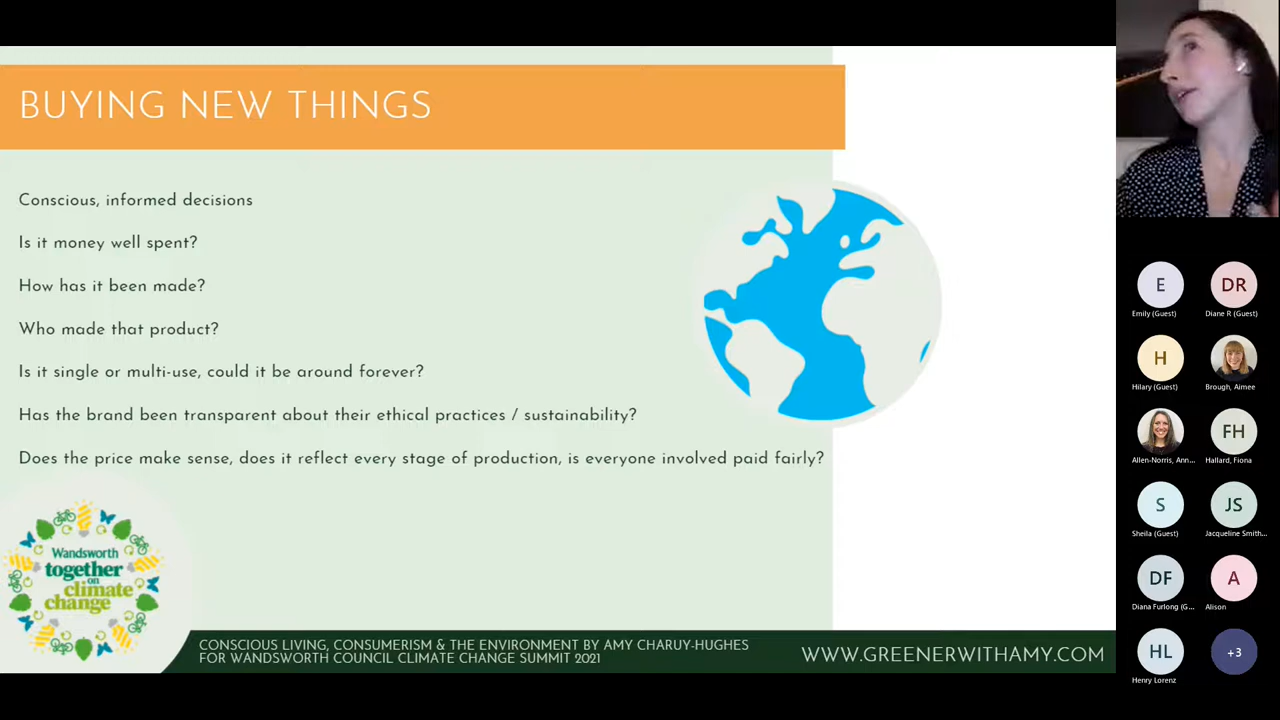 BUYING NEW THINGS
Conscious, informed decisions
Is it money well spent?
How has it been made?
Who made that product?
Is it single or multi-use, could it be around forever?
Has the brand been transparent about their ethical practices / sustainability?
Does the price make sense, does it reflect every stage of production, is everyone involved paid fairly?
Wandsworth
together
on
climate
change
CONSCIOUS LIVING, CONSUMERISM & THE ENVIRONMENT BY AMY CHARUY-HUGHES
FOR WANDSWORTH COUNCIL CLIMATE CHANGE SUMMIT 2021
WWW.GREENERWITHAMY.COM
E
DR
Emily (Guest)
Diane R (Guest)
H
Hilary (Guest)
Brough, Aimee
FH
Allen-Norris, Ann...
Hallard, Fiona
S
JS
Sheila (Guest)
Jacqueline Smith...
DF
A
Diana Furlong (G...
Alison
HL
+3
Henry Lorenz